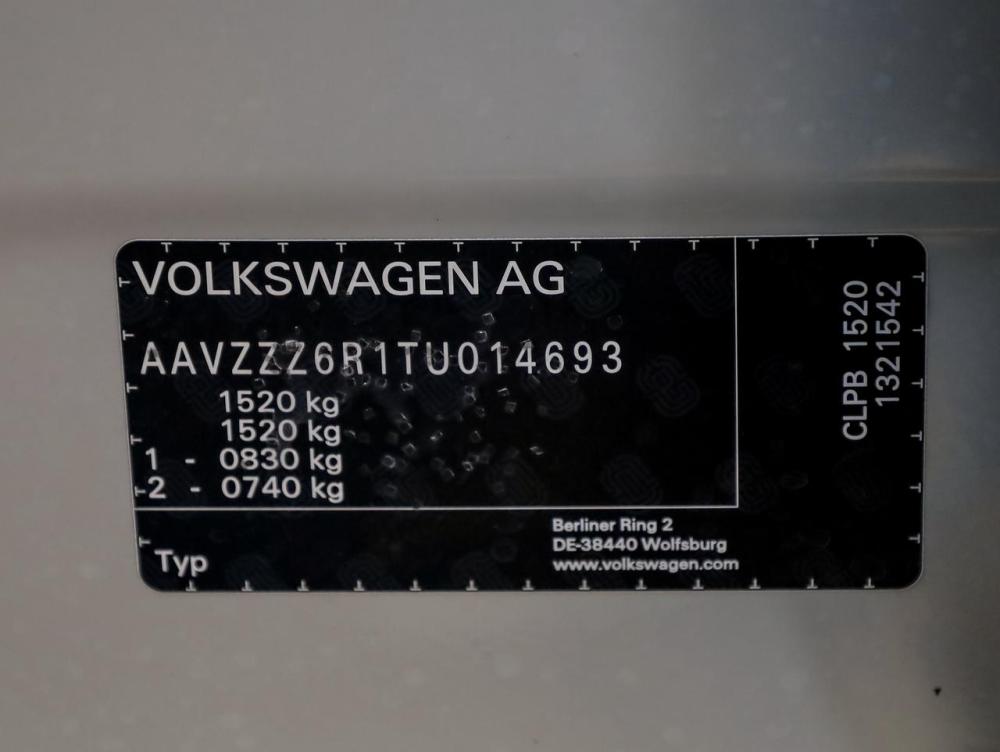 VOLKSWAGEN AG
AAVZZZ6R1TU014693
1520 kg
1520 kg
1 - 0830 kg
2 - 0740 kg
Typ
Berliner Ring 2
DE-38440 Wolfsburg
www.volkswagen.com
CLPB 1520
1321542